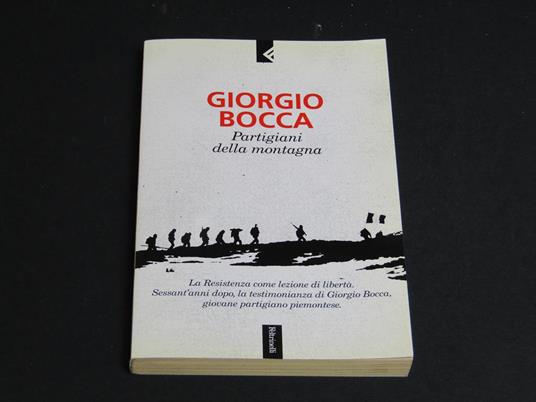 GIORGIO
BOCCA
Partigiani
della montagna
La Resistenza come lezione di libertà.
Sessant'anni dopo, la testimonianza di Giorgio Bocca,
giovane partigiano piemontese.
Feltrinelli